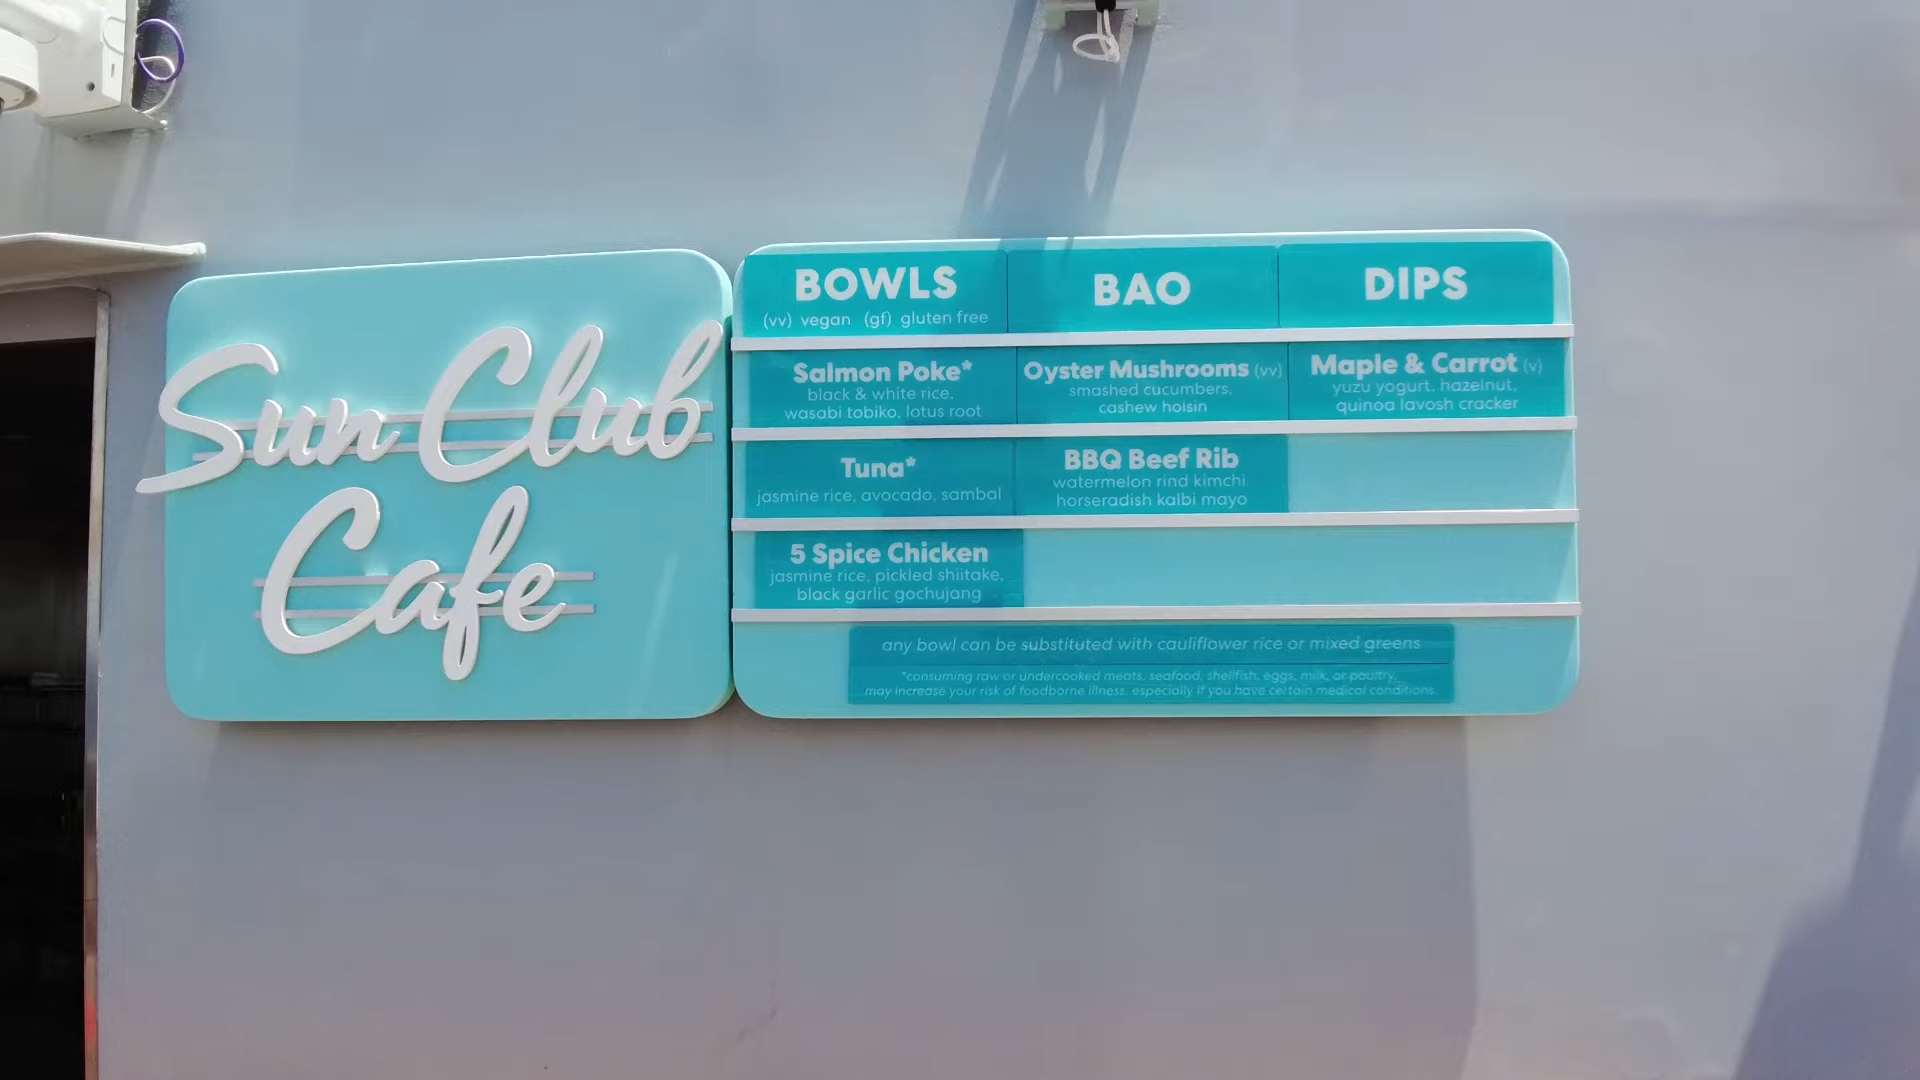 Sun Club
Cafe
BOWLS
(vv) vegan (gf) gluten free
Salmon Poke*
black & white rice,
wasabi tobiko, lotus root
Tuna*
jasmine rice, avocado, sambal
5 Spice Chicken
jasmine rice, pickled shiitake,
black garlic gochujang
BAO
Oyster Mushrooms (vv)
smashed cucumbers,
cashew hoisin
BBQ Beef Rib
watermelon rind kimchi
horseradish kalbi mayo
DIPS
Maple & Carrot (v)
yuzu yogurt, hazelnut,
quinoa lavosh cracker
any bowl can be substituted with cauliflower rice or mixed greens
*consuming raw or undercooked meats, seafood, shellfish, eggs, milk, or poultry,
may increase your risk of foodborne illness, especially if you have certain medical conditions.